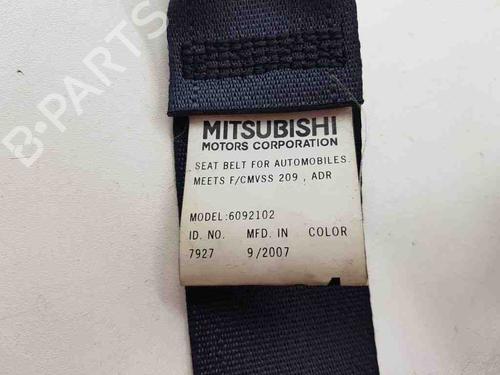 B-PARTS
MITSUBISHI
MOTORS CORPORATION
SEAT BELT FOR AUTOMOBILES.
MEETS F/CMVSS 209 , ADR
MODEL:6092102
ID. NO. MFD. IN COLOR
7927 9/2007